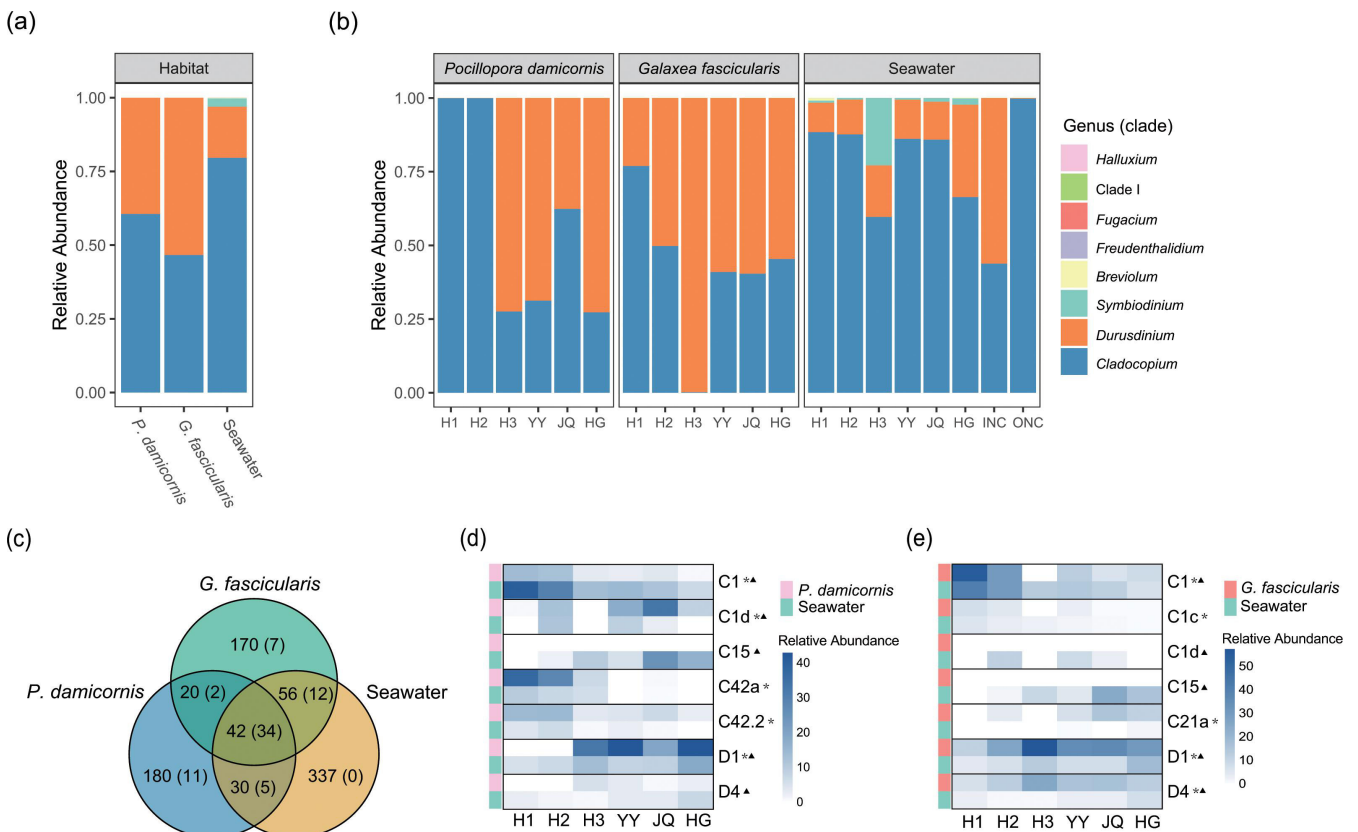 (a)
Habitat
Relative Abundance
1.00
0.75
0.50
0.25
0.00
P. damicornis
G. fascicularis
Seawater
(b)
Pocillopora damicornis
Galaxea fascicularis
Seawater
Relative Abundance
1.00
0.75
0.50
0.25
0.00
H1 H2 H3 YY JQ HG
H1 H2 H3 YY JQ HG
H1 H2 H3 YY JQ HG INC ONC
Genus (clade)
Halluxium
Clade I
Fugacium
Freudenthalidium
Breviolum
Symbiodinium
Durusdinium
Cladocopium
(c)
G. fascicularis
P. damicornis
Seawater
170 (7)
20 (2)
56 (12)
42 (34)
180 (11)
30 (5)
337 (0)
(d)
C1 *▲
C1d *▲
C15 ▲
C42a *
C42.2 *
D1 *▲
D4 ▲
H1 H2 H3 YY JQ HG
P. damicornis
Seawater
Relative Abundance
40
30
20
10
0
(e)
C1 *▲
C1c *
C1d ▲
C15 ▲
C21a *
D1 *▲
D4 *▲
H1 H2 H3 YY JQ HG
G. fascicularis
Seawater
Relative Abundance
50
40
30
20
10
0